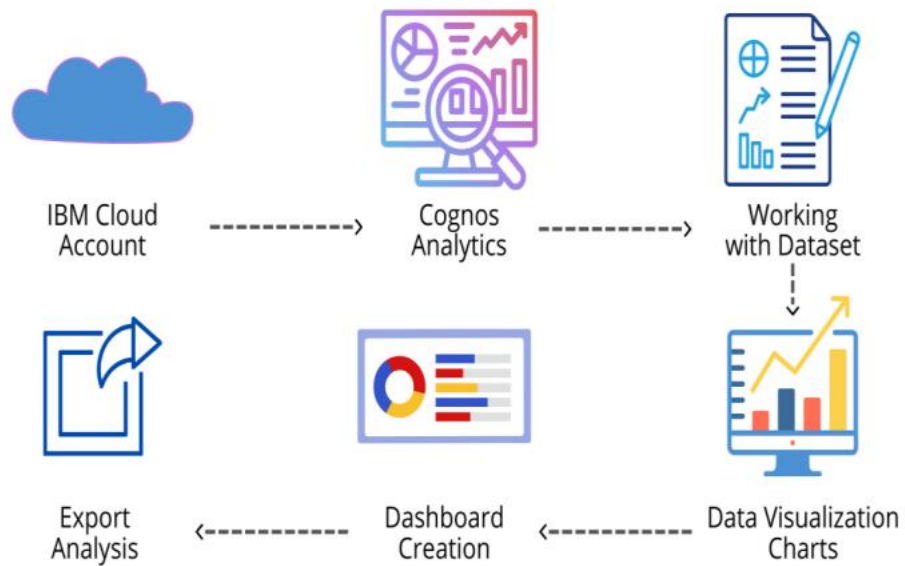 IBM Cloud
Account
Cognos
Analytics
Working
with Dataset
Export
Analysis
Dashboard
Creation
Data Visualization
Charts